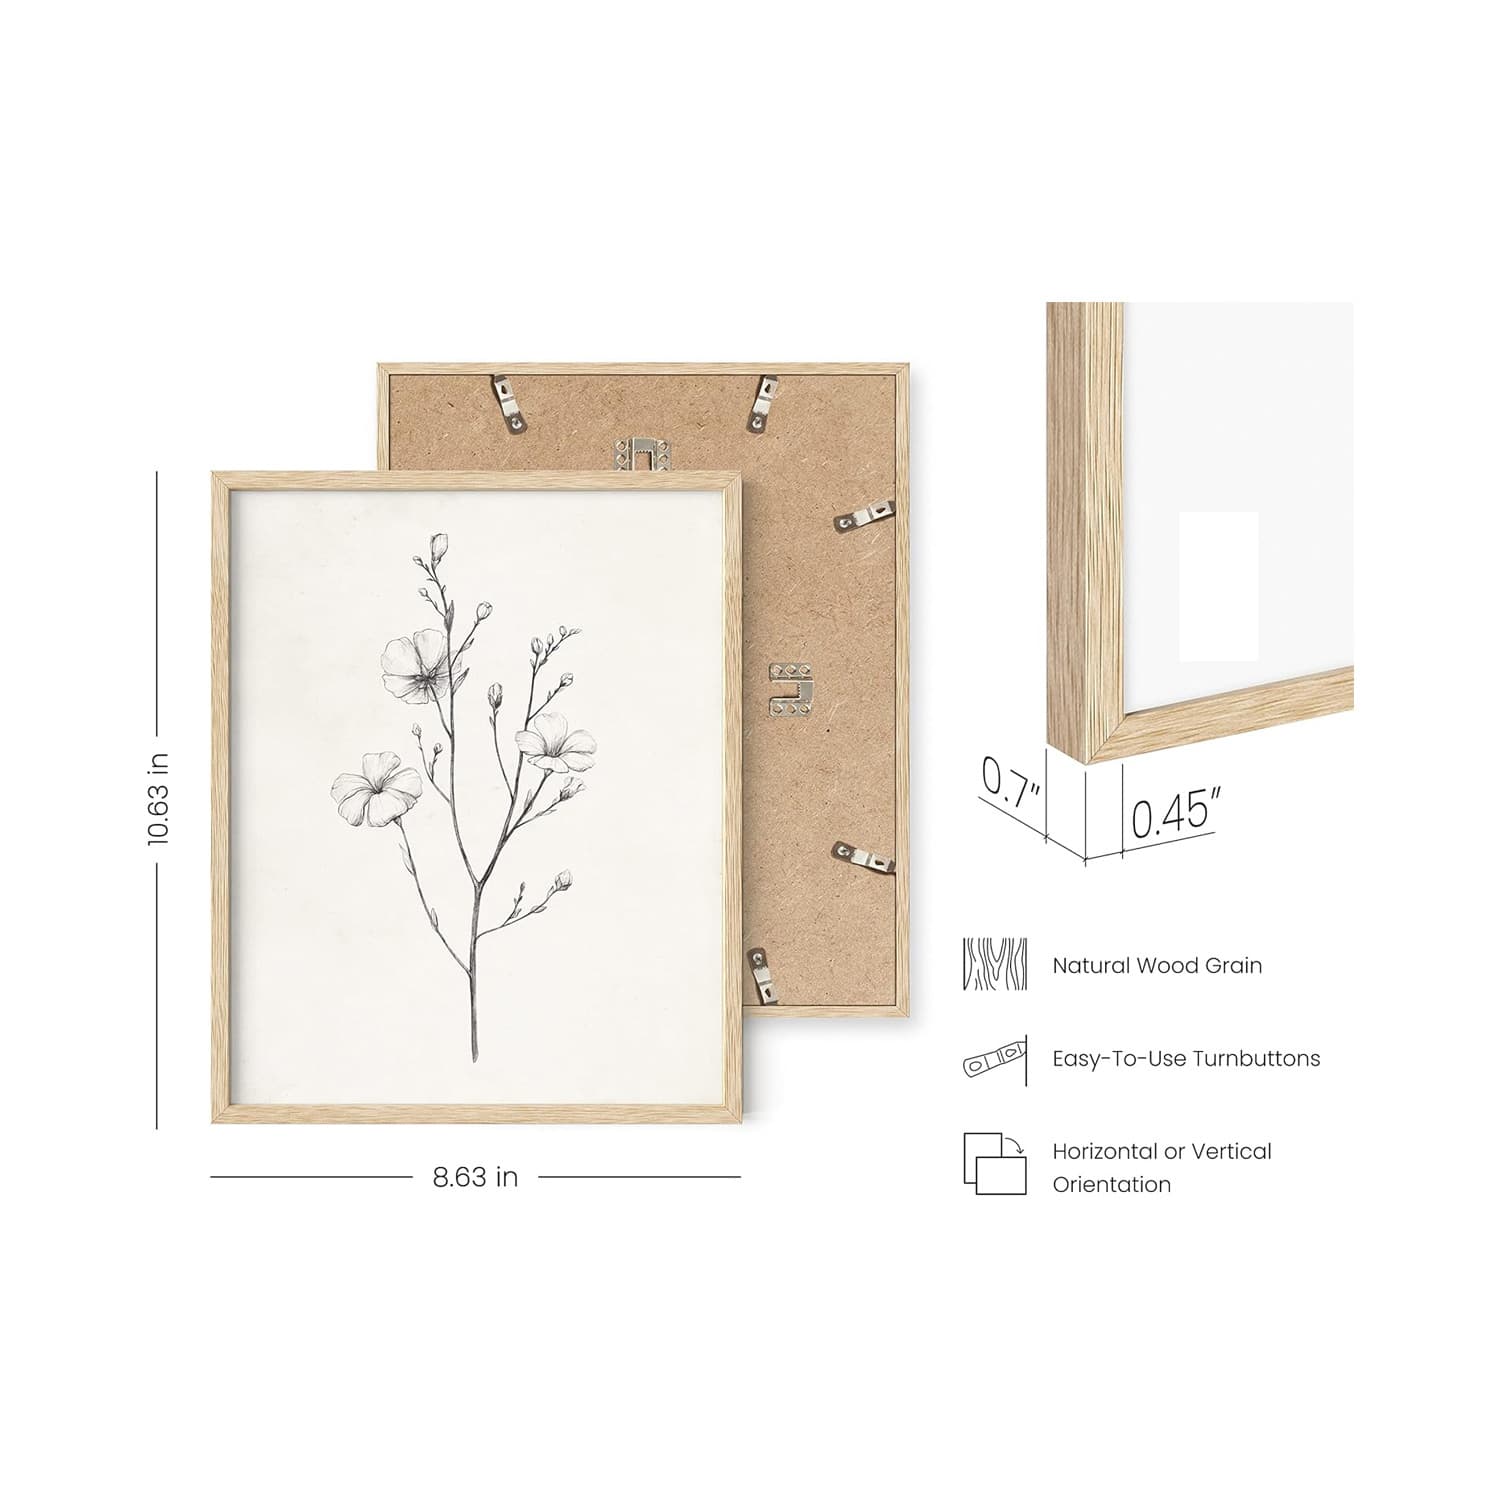 10.63 in
8.63 in
0.7"
0.45"
Natural Wood Grain
Easy-To-Use Turnbuttons
Horizontal or Vertical
Orientation